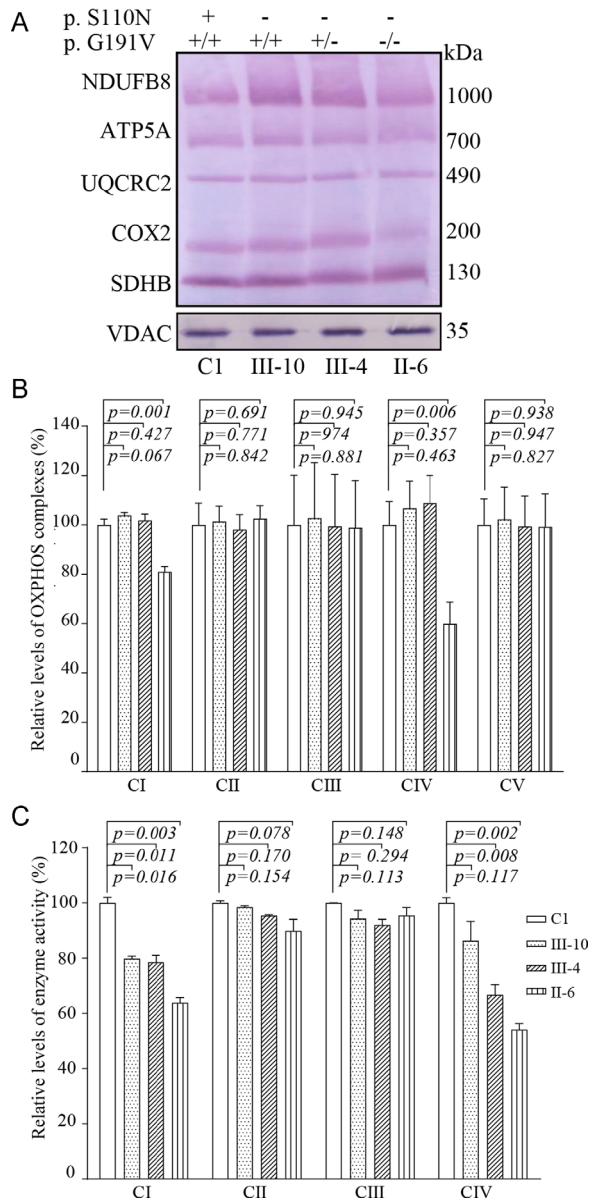 A
p. S110N + - - -
p. G191V +/+ +/+ +/- -/-
kDa
NDUFB8 1000
ATP5A 700
UQCRC2 490
COX2 200
SDHB 130
VDAC 35
C1 III-10 III-4 II-6
B
Relative levels of OXPHOS complexes (%)
140
120
100
80
60
40
20
0
p=0.001 p=0.691 p=0.945 p=0.006 p=0.938
p=0.427 p=0.771 p=974 p=0.357 p=0.947
p=0.067 p=0.842 p=0.881 p=0.463 p=0.827
CI CII CIII CIV CV
C
Relative levels of enzyme activity (%)
120
100
80
60
40
20
0
p=0.003 p=0.078 p=0.148 p=0.002
p=0.011 p=0.170 p= 0.294 p=0.008
p=0.016 p=0.154 p=0.113 p=0.117
C1
III-10
III-4
II-6
CI CII CIII CIV